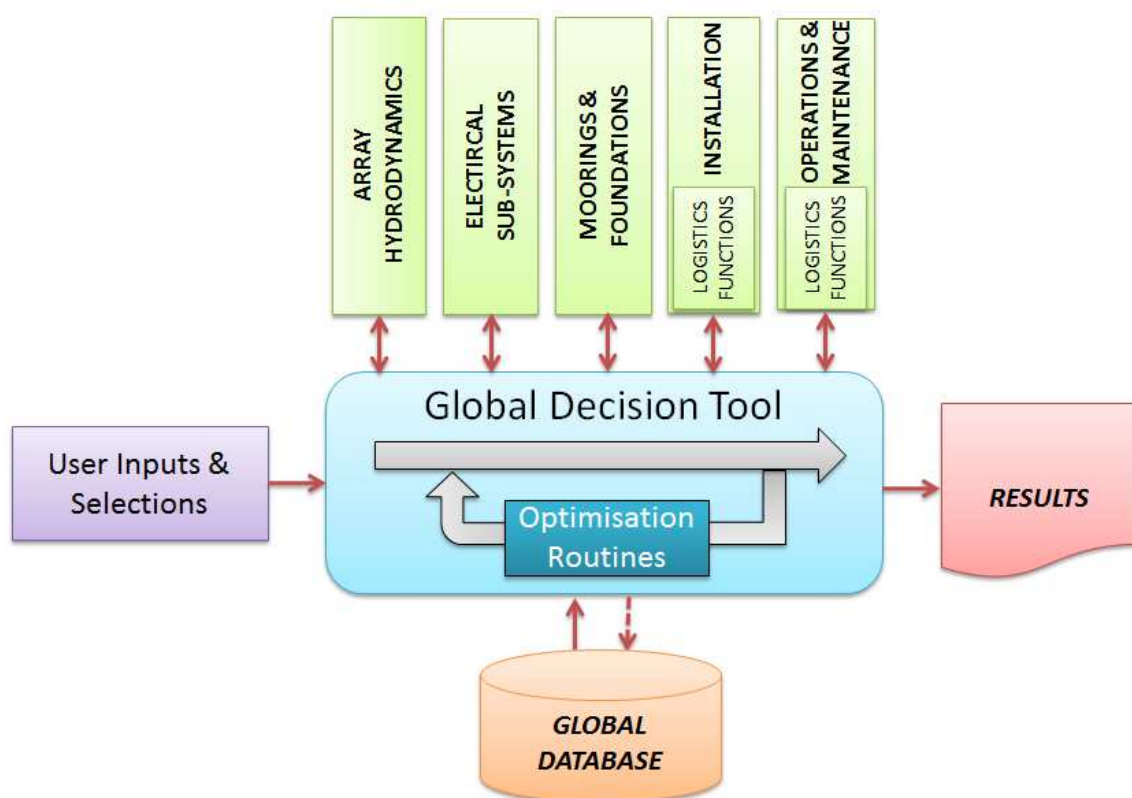 ARRAY
HYDRODYNAMICS
ELECTIRCAL
SUB-SYSTEMS
MOORINGS &
FOUNDATIONS
INSTALLATION
LOGISTICS
FUNCTIONS
OPERATIONS &
MAINTENANCE
LOGISTICS
FUNCTIONS
Global Decision Tool
User Inputs &
Selections
Optimisation
Routines
RESULTS
GLOBAL
DATABASE